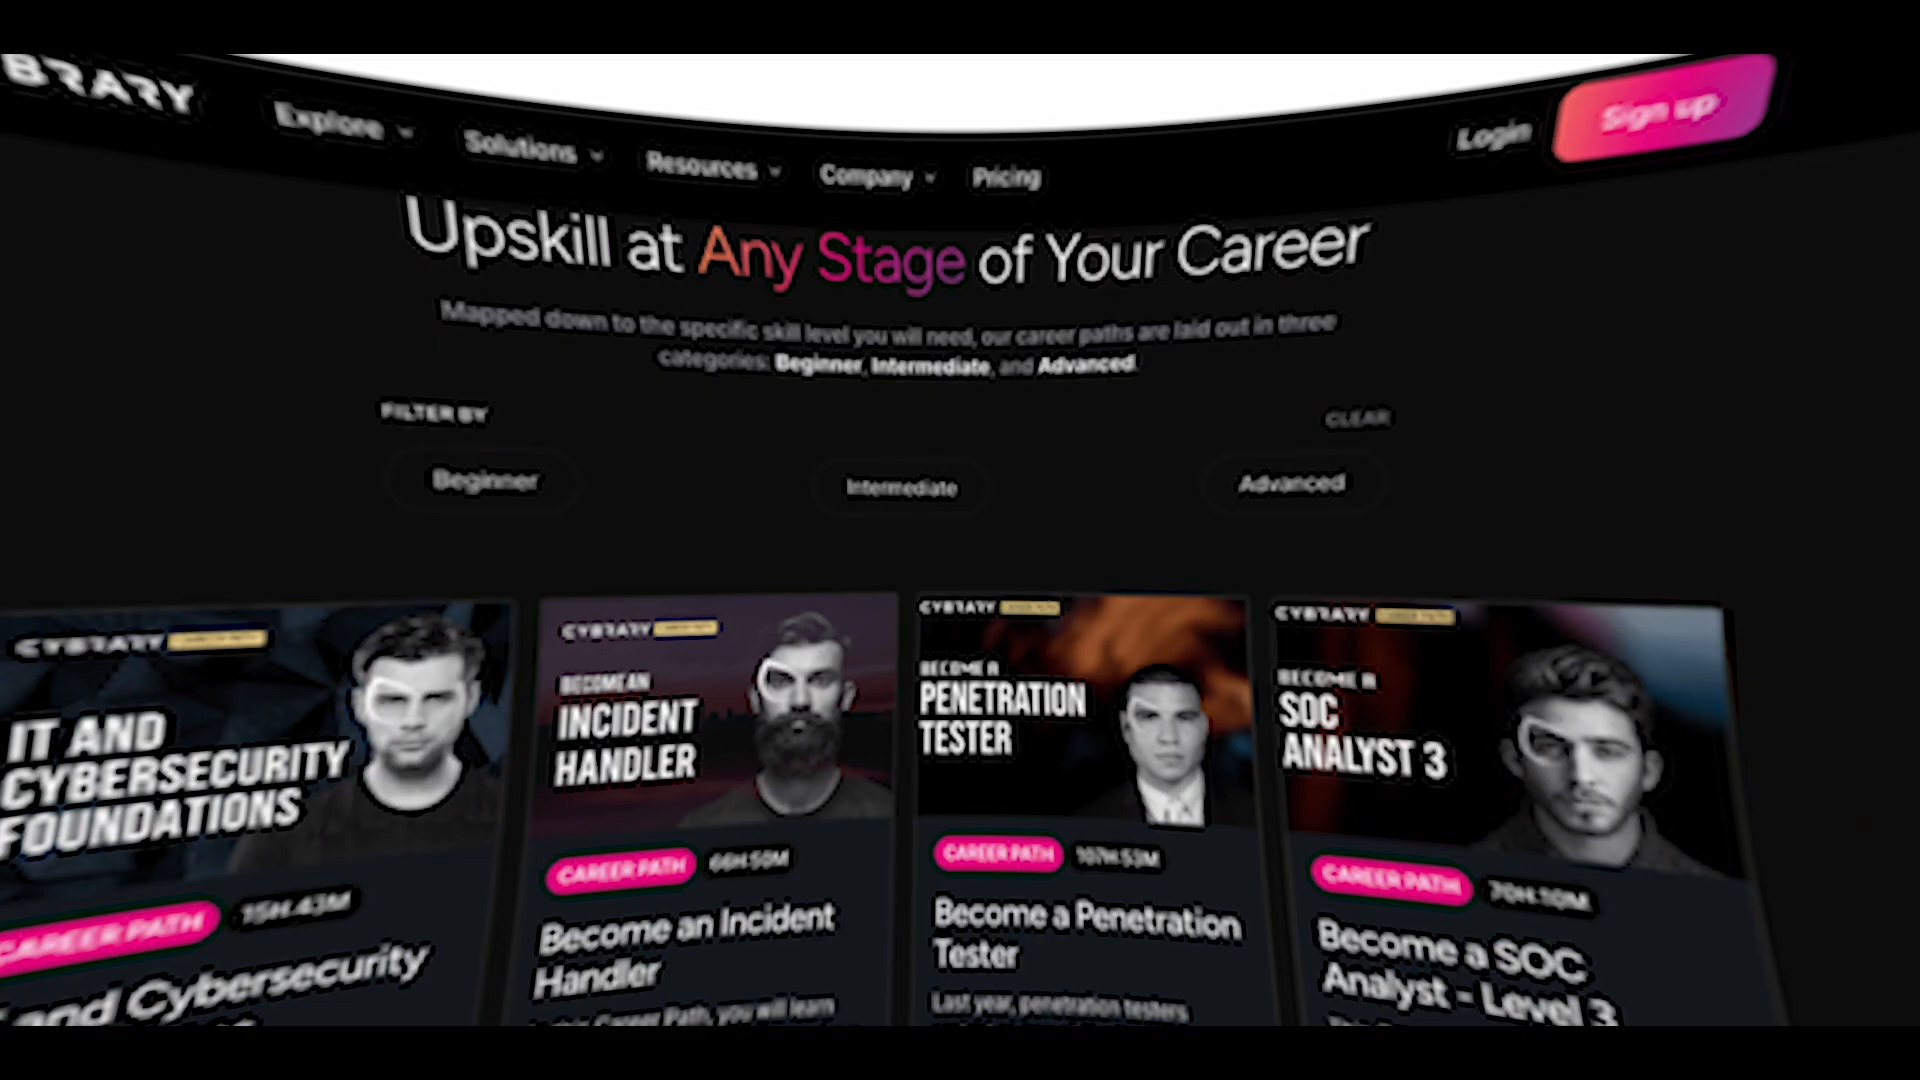 BRARY
Explore
Solutions
Resources
Company
Pricing
Login
Sign up
Upskill at Any Stage of Your Career
Mapped down to the specific skill level you will need, our career paths are laid out in three
categories: Beginner, Intermediate, and Advanced.
FILTER BY
CLEAR
Beginner
Intermediate
Advanced
CYBRARY
IT AND
CYBERSECURITY
FOUNDATIONS
CAREER PATH
15H 43M
and Cybersecurity
CYBRARY
BECOME AN
INCIDENT
HANDLER
CAREER PATH
66H 50M
Become an Incident
Handler
Career Path, you will learn
CYBRARY
BECOME A
PENETRATION
TESTER
CAREER PATH
107H 53M
Become a Penetration
Tester
Last year, penetration testers
CYBRARY
BECOME A
SOC
ANALYST 3
CAREER PATH
70H 10M
Become a SOC
Analyst - Level 3